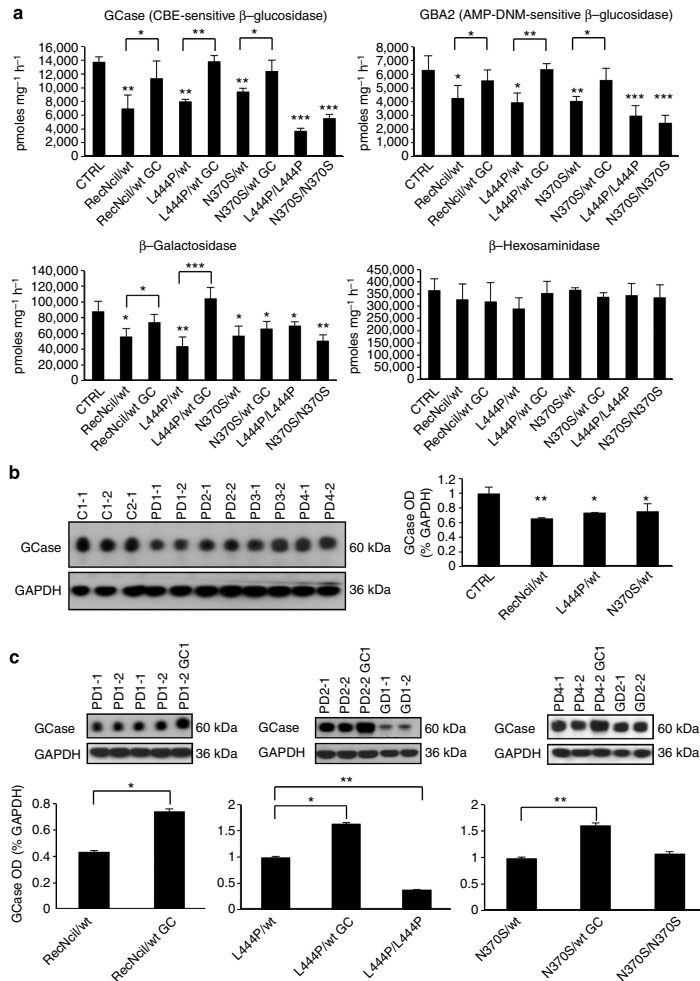 a
GCase (CBE-sensitive β–glucosidase)
pmoles mg⁻¹ h⁻¹
16,000
14,000
12,000
10,000
8,000
6,000
4,000
2,000
0
** * ** ** ** * *** ***
CTRL
RecNcil/wt
RecNcil/wt GC
L444P/wt
L444P/wt GC
N370S/wt
N370S/wt GC
L444P/L444P
N370S/N370S
GBA2 (AMP-DNM-sensitive β–glucosidase)
pmoles mg⁻¹ h⁻¹
8,000
7,000
6,000
5,000
4,000
3,000
2,000
1,000
0
* * * ** ** * *** ***
CTRL
RecNcil/wt
RecNcil/wt GC
L444P/wt
L444P/wt GC
N370S/wt
N370S/wt GC
L444P/L444P
N370S/N370S
β–Galactosidase
pmoles mg⁻¹ h⁻¹
140,000
120,000
100,000
80,000
60,000
40,000
20,000
0
* * ** *** * * * **
CTRL
RecNcil/wt
RecNcil/wt GC
L444P/wt
L444P/wt GC
N370S/wt
N370S/wt GC
L444P/L444P
N370S/N370S
β–Hexosaminidase
pmoles mg⁻¹ h⁻¹
450,000
400,000
350,000
300,000
250,000
200,000
150,000
100,000
50,000
0
CTRL
RecNcil/wt
RecNcil/wt GC
L444P/wt
L444P/wt GC
N370S/wt
N370S/wt GC
L444P/L444P
N370S/N370S
b
C1-1
C1-2
C2-1
PD1-1
PD1-2
PD2-1
PD2-2
PD3-1
PD3-2
PD4-1
PD4-2
GCase 60 kDa
GAPDH 36 kDa
GCase OD
(% GAPDH)
1.2
1
0.8
0.6
0.4
0.2
0
** * *
CTRL
RecNcil/wt
L444P/wt
N370S/wt
c
PD1-1
PD1-2
PD1-1
PD1-2
PD1-2 GC1
GCase 60 kDa
GAPDH 36 kDa
PD2-1
PD2-2
PD2-2 GC1
GD1-1
GD1-2
GCase 60 kDa
GAPDH 36 kDa
PD4-1
PD4-2
PD4-2 GC1
GD2-1
GD2-2
GCase 60 kDa
GAPDH 36 kDa
GCase OD (% GAPDH)
0.8
0.6
0.4
0.2
0
*
RecNcil/wt
RecNcil/wt GC
2
1.5
1
0.5
0
**
*
L444P/wt
L444P/wt GC
L444P/L444P
2
1.5
1
0.5
0
**
N370S/wt
N370S/wt GC
N370S/N370S